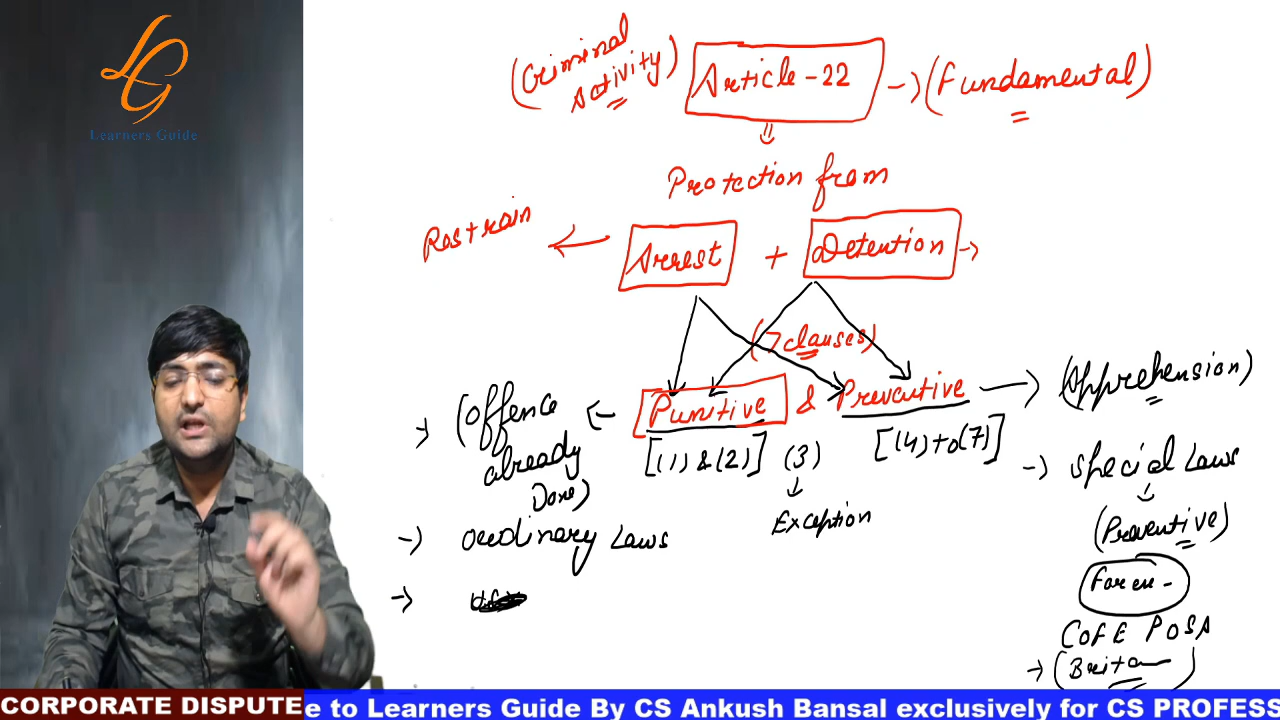 LG
Learners Guide
(Criminal Activity) Article-22 -> (Fundamental)
Protection from
Restrain <- Arrest + Detention ->
(7 clauses)
-> (offence already Done) <- Punitive & Preventive -> (Apprehension)
[(1) & (2)] (3) [(4) to (7)]
Exception
-> ordinary Laws
-> special Laws
(Preventive)
COFEPOSA
CORPORATE DISPUTE
e to Learners Guide By CS Ankush Bansal exclusively for CS PROFESS